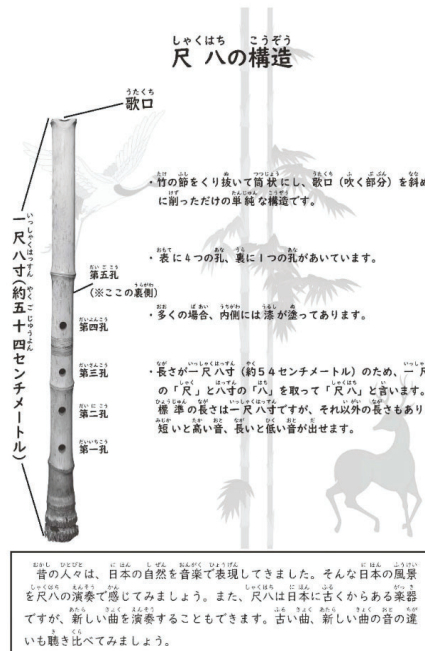 尺八の構造
歌口
・竹の節をくり抜いて筒状にし、歌口（吹く部分）を斜め
に削っただけの単純な構造です。
・表に４つの孔、裏に１つの孔があいています。
・多くの場合、内側には漆が塗ってあります。
・長さが一尺八寸（約５４センチメートル）のため、一尺
の「尺」と八寸の「八」を取って「尺八」と言います。
標準の長さは一尺八寸ですが、それ以外の長さもあり
短いと高い音、長いと低い音が出せます。
一尺八寸（約五十四センチメートル）
第五孔
（※ここの裏側）
第四孔
第三孔
第二孔
第一孔
昔の人々は、日本の自然を音楽で表現してきました。そんな日本の風景
を尺八の演奏で感じてみましょう。また、尺八は日本に古くからある楽器
ですが、新しい曲を演奏することもできます。古い曲、新しい曲の音の違
いも聴き比べてみましょう。